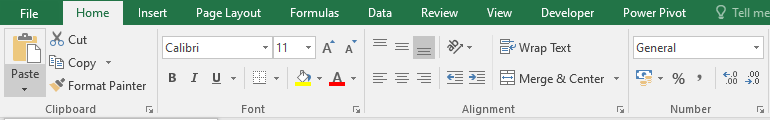 File Home Insert Page Layout Formulas Data Review View Developer Power Pivot Tell me
Cut
Copy
Format Painter
Paste
Clipboard
Calibri 11 A A
B I U A
Font
Wrap Text
Merge & Center
Alignment
General
% , .0 .00 .00 .0
Number